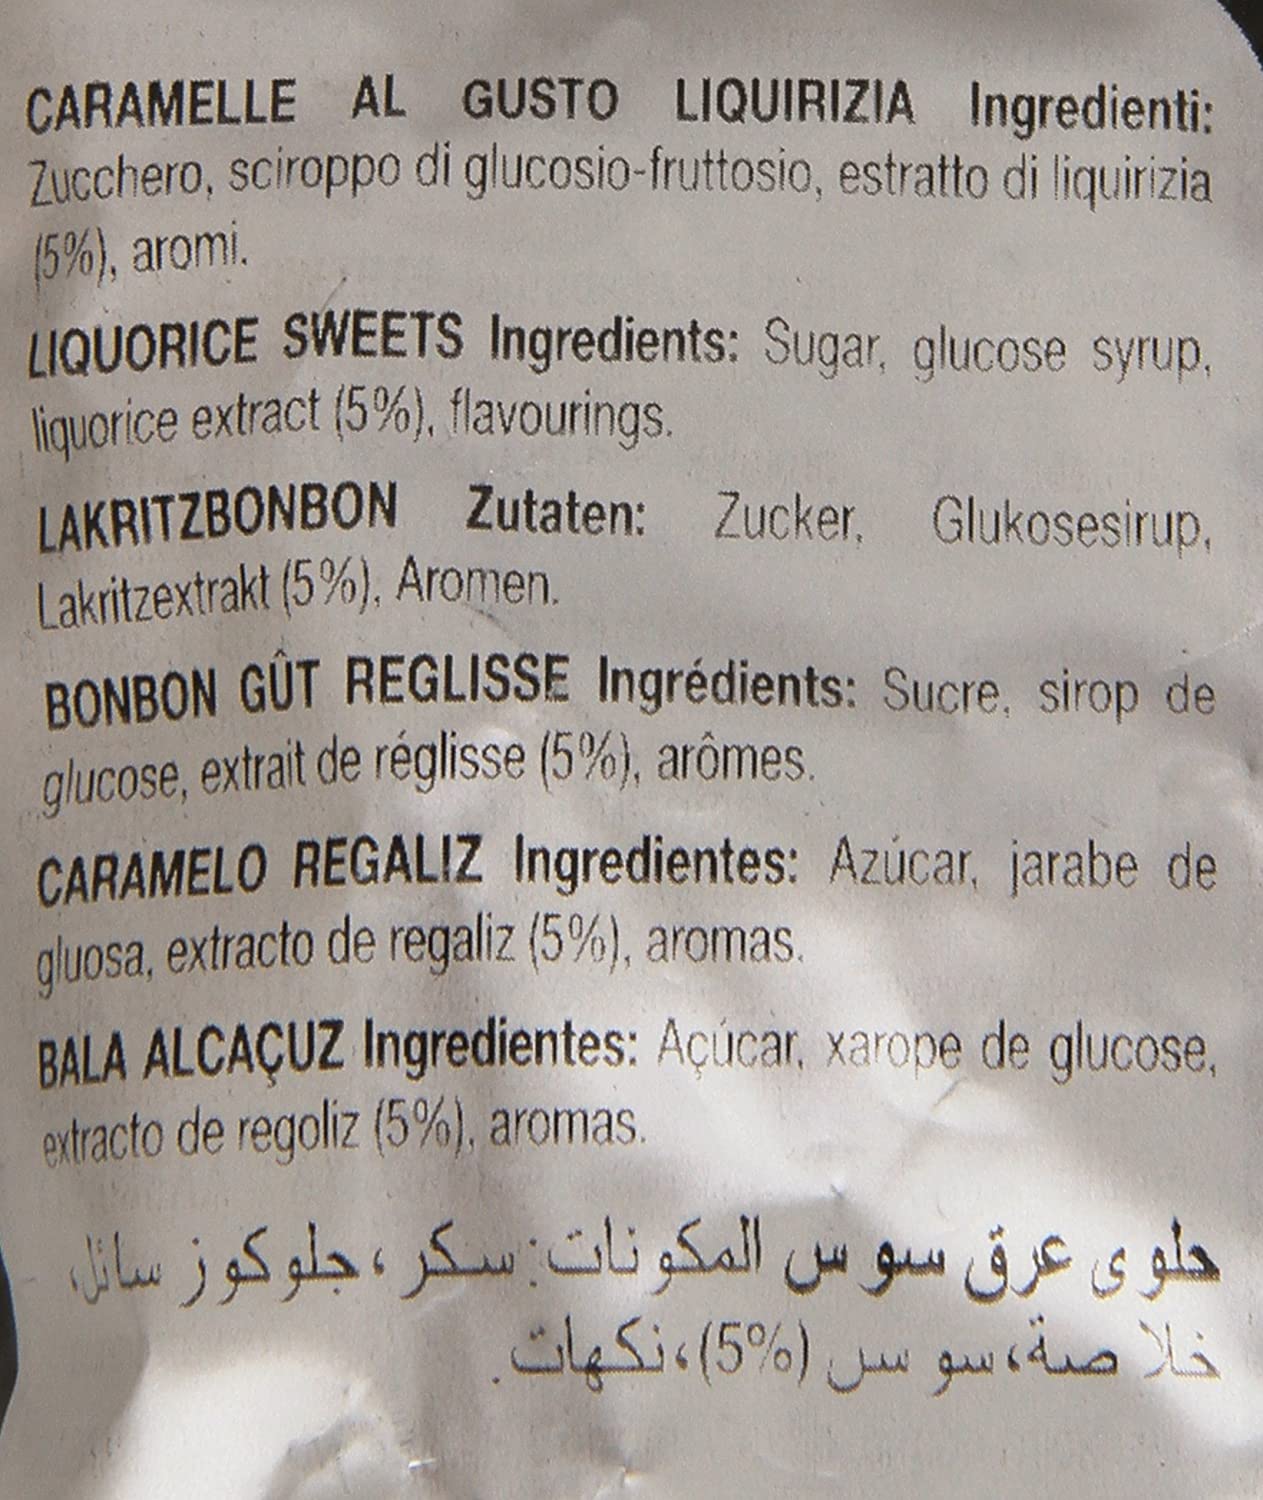 CARAMELLE AL GUSTO LIQUIRIZIA Ingredienti:
Zucchero, sciroppo di glucosio-fruttosio, estratto di liquirizia
(5%), aromi.
LIQUORICE SWEETS Ingredients: Sugar, glucose syrup,
liquorice extract (5%), flavourings.
LAKRITZBONBON Zutaten: Zucker, Glukosesirup,
Lakritzextrakt (5%), Aromen.
BONBON GÛT REGLISSE Ingrédients: Sucre, sirop de
glucose, extrait de réglisse (5%), arômes.
CARAMELO REGALIZ Ingredientes: Azúcar, jarabe de
gluosa, extracto de regaliz (5%), aromas.
BALA ALCAÇUZ Ingredientes: Açúcar, xarope de glucose,
extracto de regoliz (5%), aromas.
حلوى عرق سوس المكونات: سكر، جلوكوز سائل،
خلاصة، سوس (5%)، نكهات.